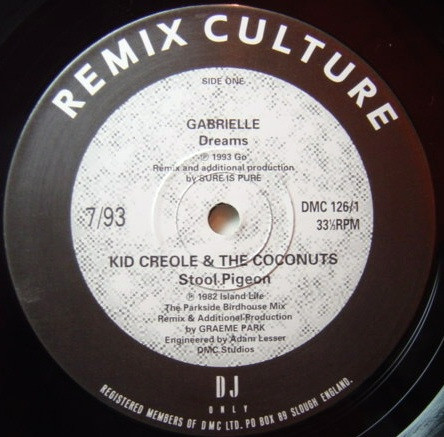 REMIX CULTURE
SIDE ONE
GABRIELLE
Dreams
℗ 1993 Go
Remix and additional production
by SURE IS PURE
7/93
DMC 126/1
33⅓RPM
KID CREOLE & THE COCONUTS
Stool Pigeon
℗ 1982 Island Life
The Parkside Birdhouse Mix
Remix & Additional Production
by GRAEME PARK
Engineered by Adam Lesser
DMC Studios
DJ
ONLY
REGISTERED MEMBERS OF DMC LTD. PO BOX 89 SLOUGH ENGLAND.